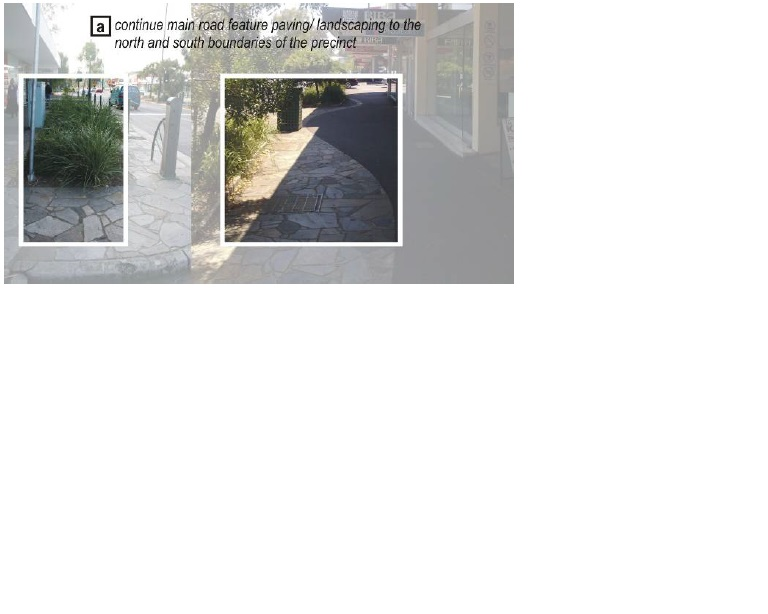 a continue main road feature paving/ landscaping to the
north and south boundaries of the precinct